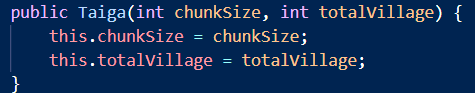 public Taiga(int chunkSize, int totalVillage) {
    this.chunkSize = chunkSize;
    this.totalVillage = totalVillage;
}